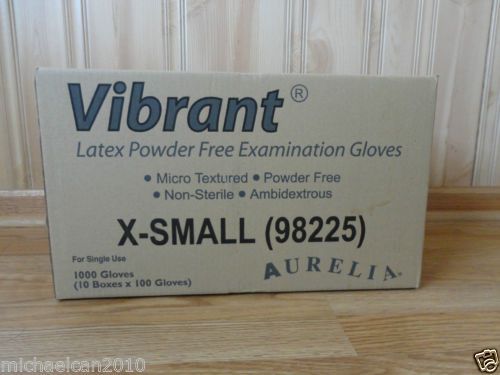 Vibrant®
Latex Powder Free Examination Gloves
• Micro Textured • Powder Free
• Non-Sterile • Ambidextrous
X-SMALL (98225)
For Single Use
1000 Gloves
(10 Boxes x 100 Gloves)
AURELIA®
michaelcan2010